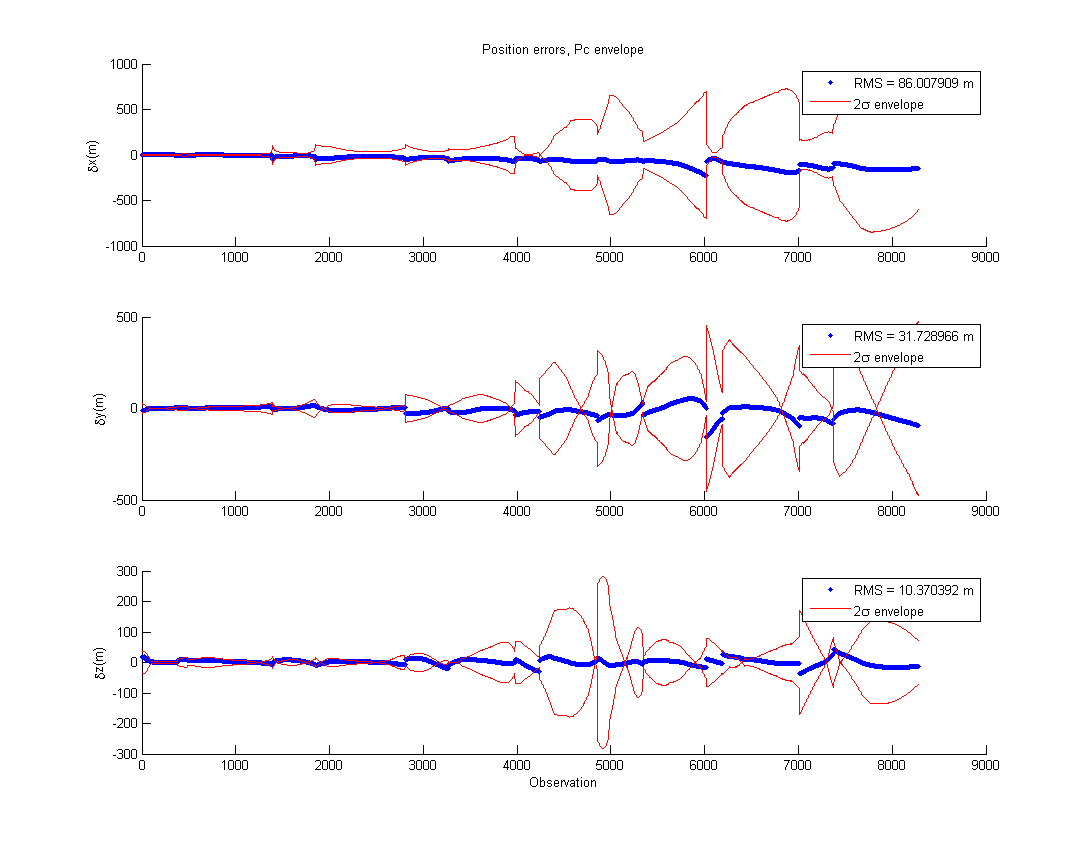 Position errors, Pc envelope
1000
500
0
-500
-1000
δx(m)
RMS = 86.007909 m
2σ envelope
0 1000 2000 3000 4000 5000 6000 7000 8000 9000
500
0
-500
δy(m)
RMS = 31.728966 m
2σ envelope
0 1000 2000 3000 4000 5000 6000 7000 8000 9000
300
200
100
0
-100
-200
-300
δz(m)
RMS = 10.370392 m
2σ envelope
0 1000 2000 3000 4000 5000 6000 7000 8000 9000
Observation